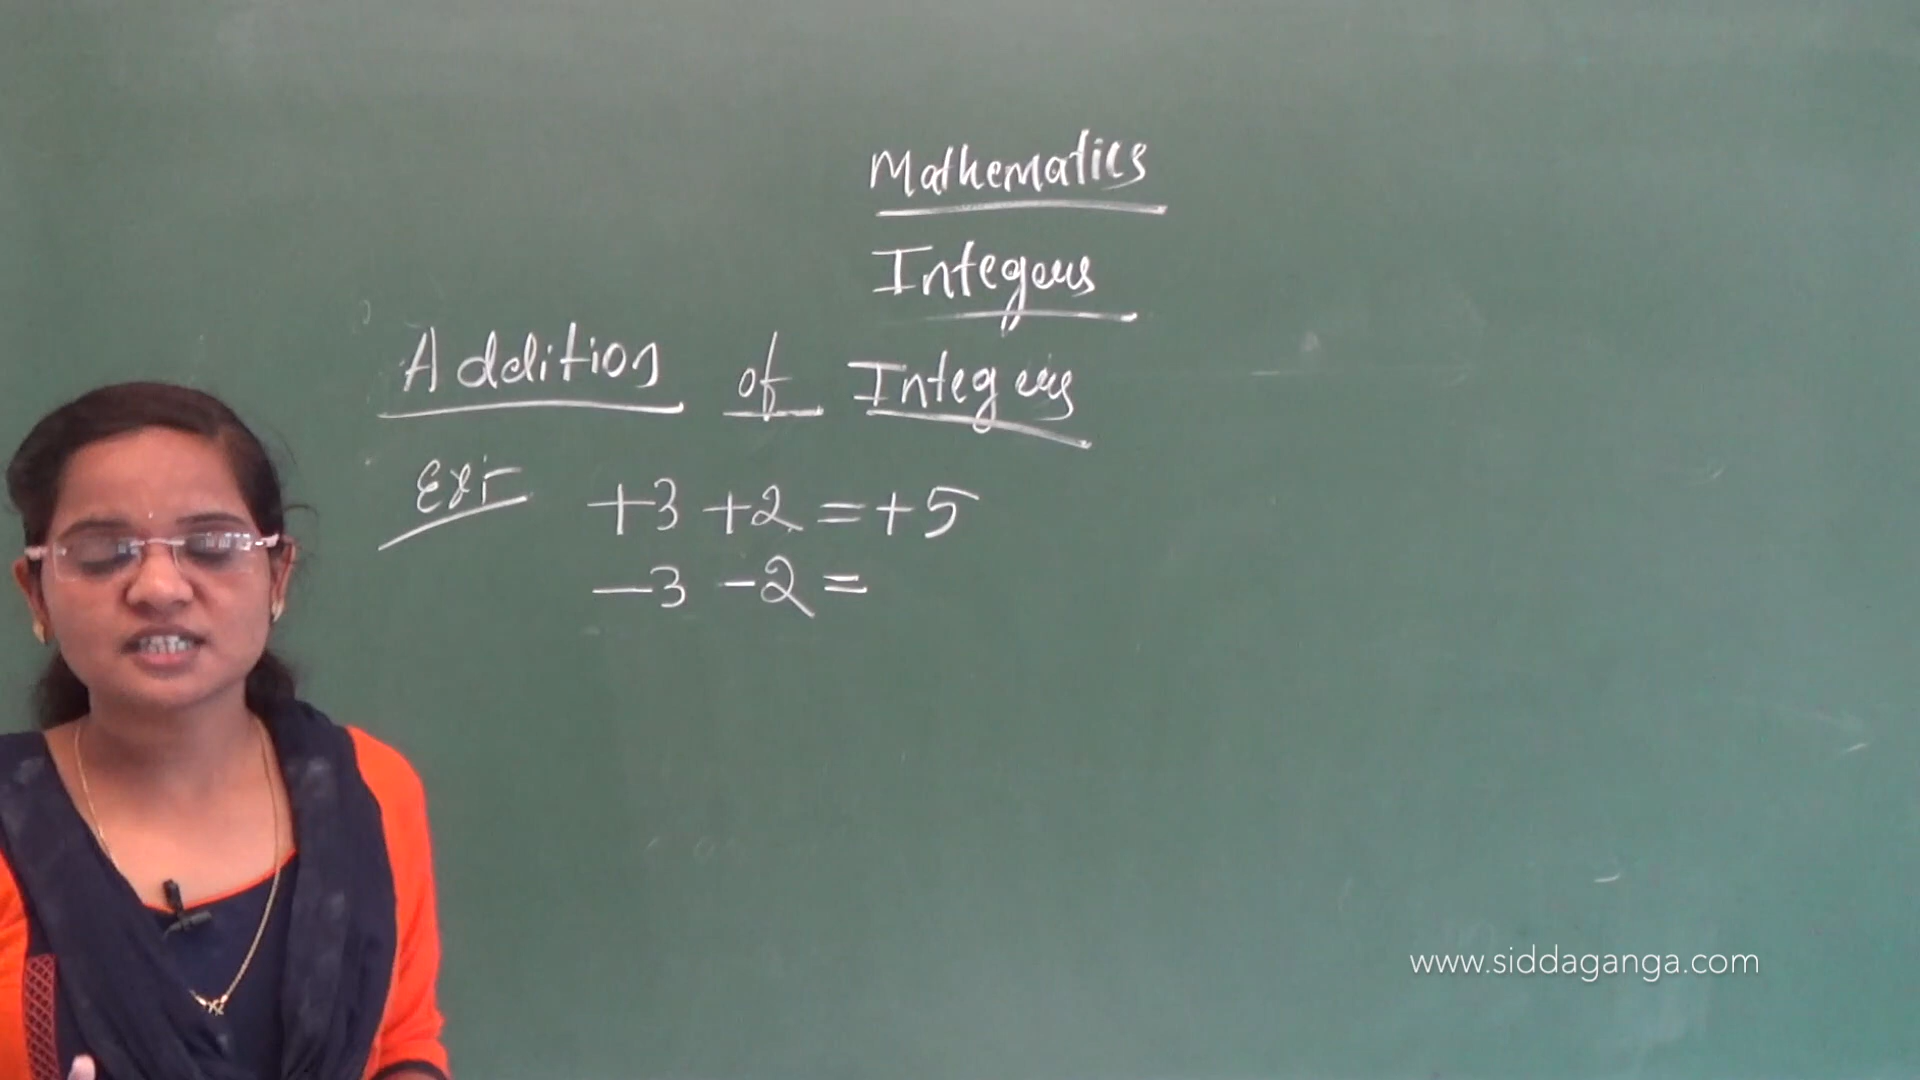 Mathematics
Integers
Addition of Integers
Ex:- +3 +2 = +5
-3 -2 =
www.siddaganga.com